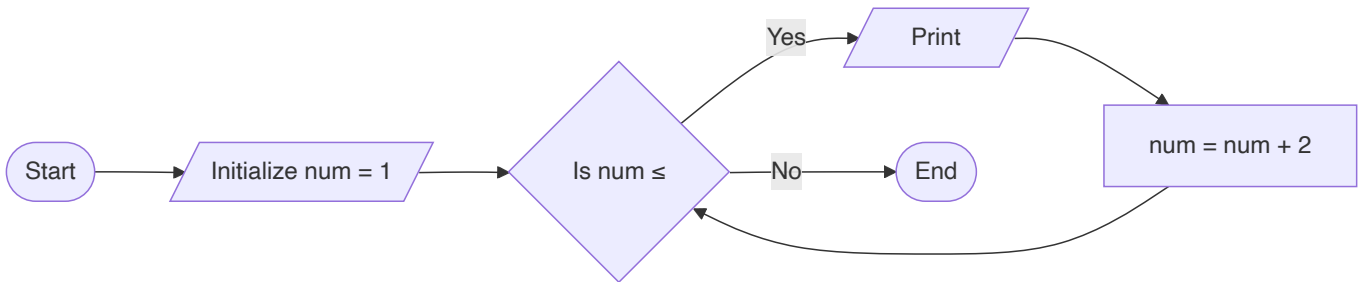 Start
Initialize num = 1
Is num ≤
Yes
Print
num = num + 2
No
End